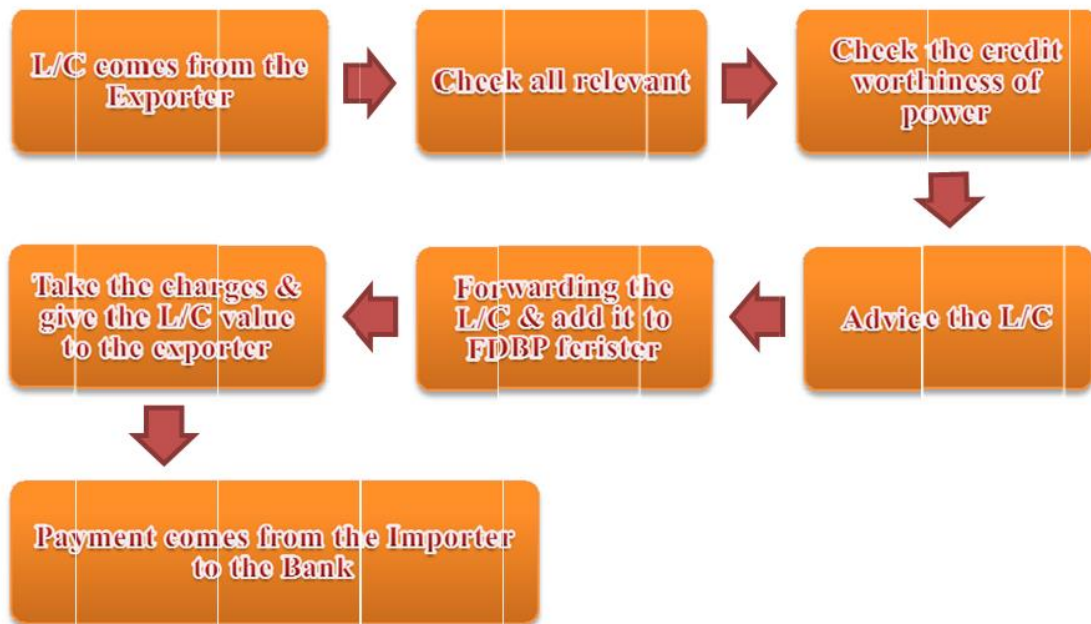 L/C comes from the
Exporter
Check all relevant
Check the credit
worthiness of
power
Advice the L/C
Forwarding the
L/C & add it to
FDBP ferister
Take the charges &
give the L/C value
to the exporter
Payment comes from the Importer
to the Bank